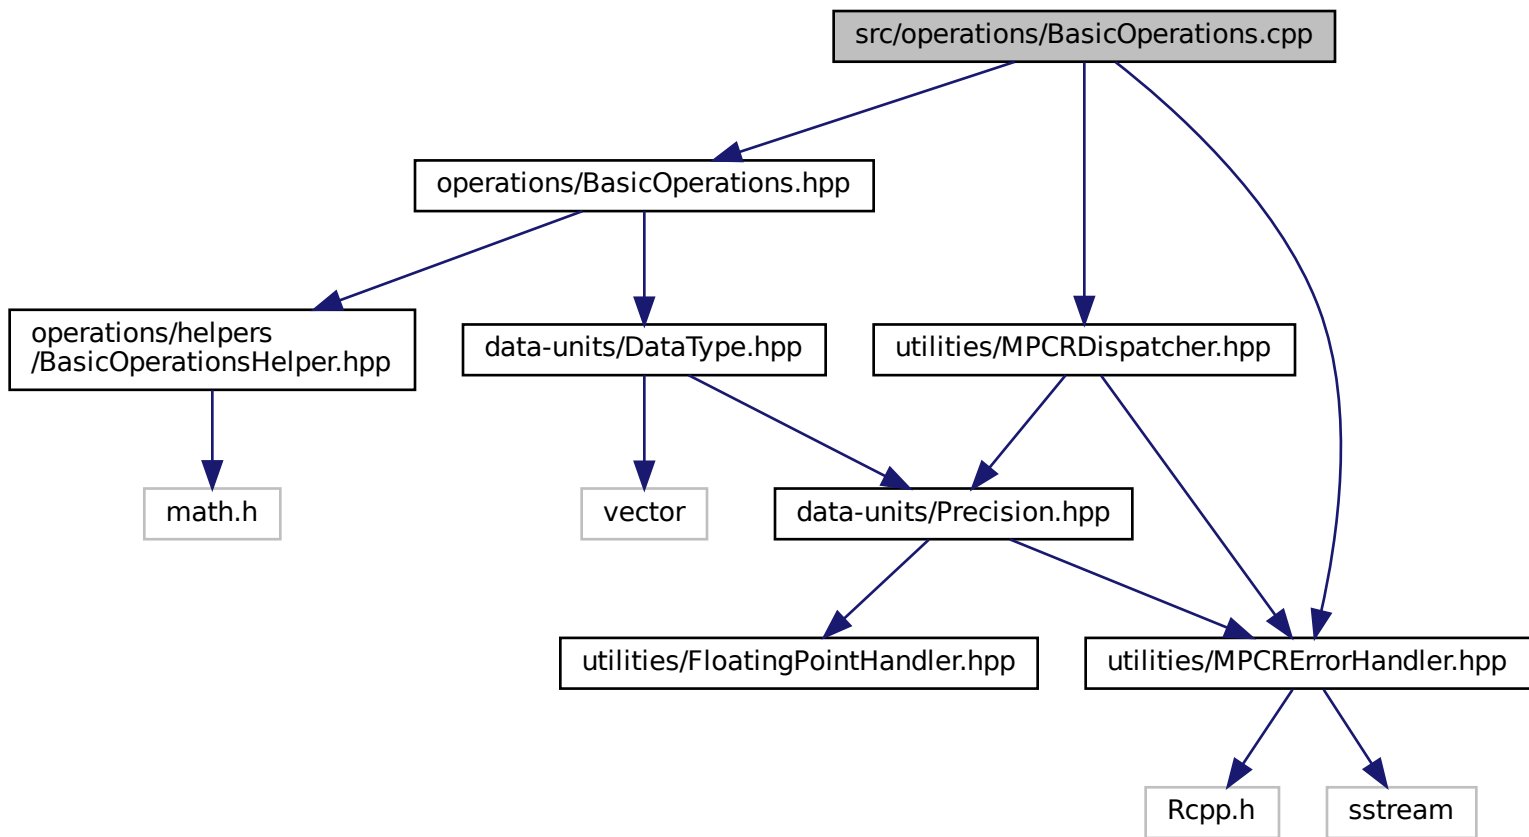 src/operations/BasicOperations.cpp
operations/BasicOperations.hpp
operations/helpers
/BasicOperationsHelper.hpp
data-units/DataType.hpp
utilities/MPCRDispatcher.hpp
math.h
vector
data-units/Precision.hpp
utilities/FloatingPointHandler.hpp
utilities/MPCRErrorHandler.hpp
Rcpp.h
sstream